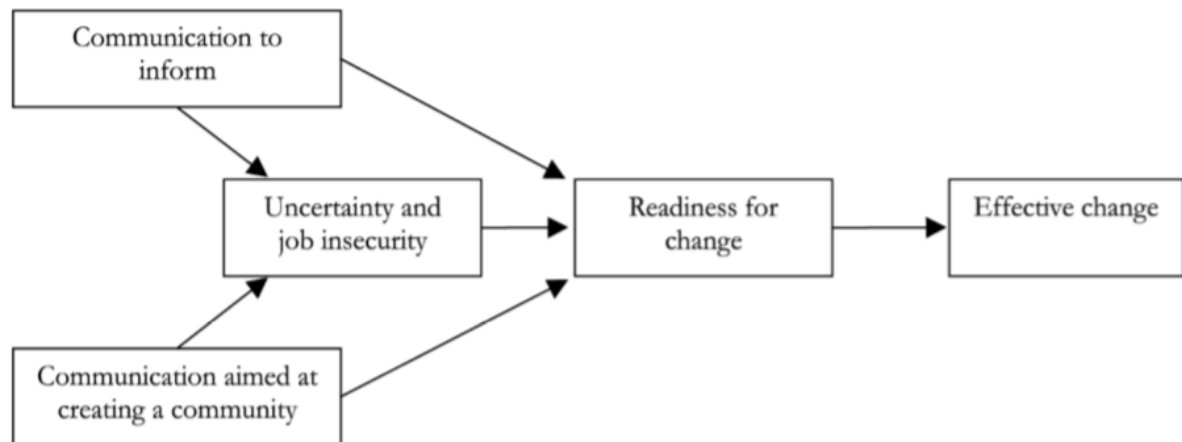 Communication to
inform
Uncertainty and
job insecurity
Readiness for
change
Effective change
Communication aimed at
creating a community